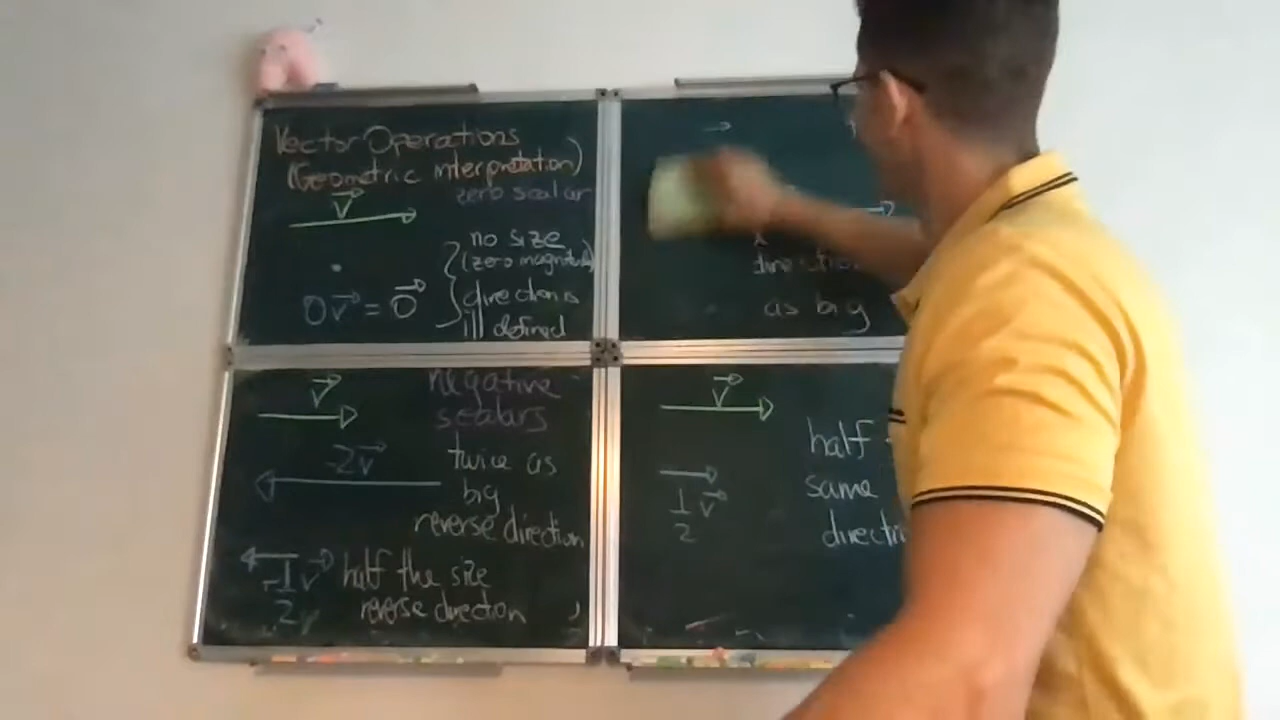 Vector Operations
(Geometric interpretation)
zero scalar
v
no size
(zero magnitude)
0v = 0
direction is
ill defined
direction
as big
v
negative
scalars
-2v
twice as
big
reverse direction
-1/2 v half the size
reverse direction
v
half
same
1/2 v